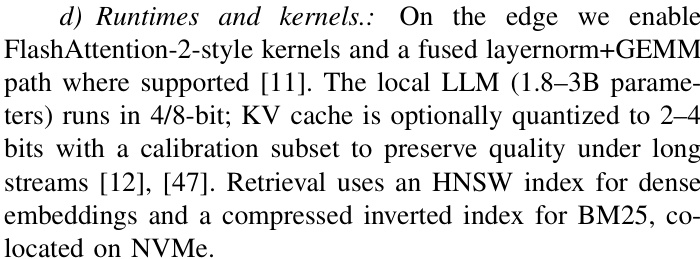 d) Runtimes and kernels.: On the edge we enable
FlashAttention-2-style kernels and a fused layernorm+GEMM
path where supported [11]. The local LLM (1.8–3B parame-
ters) runs in 4/8-bit; KV cache is optionally quantized to 2–4
bits with a calibration subset to preserve quality under long
streams [12], [47]. Retrieval uses an HNSW index for dense
embeddings and a compressed inverted index for BM25, co-
located on NVMe.